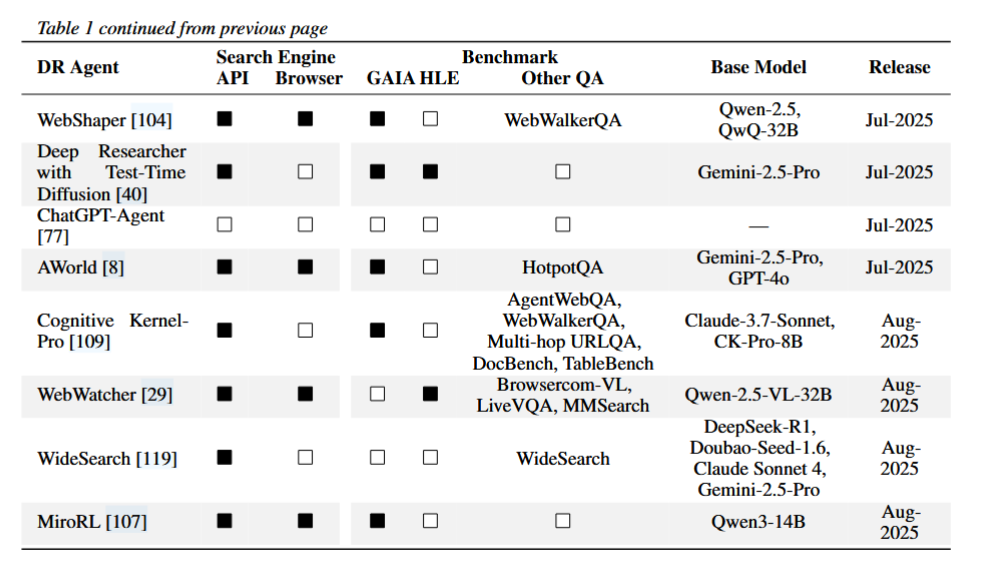 Table 1 continued from previous page
DR Agent Search Engine Benchmark Base Model Release
API Browser GAIA HLE Other QA
WebShaper [104] ■ ■ ■ □ WebWalkerQA Qwen-2.5, Jul-2025
QwQ-32B
Deep Researcher
with Test-Time ■ □ ■ ■ □ Gemini-2.5-Pro Jul-2025
Diffusion [40]
ChatGPT-Agent □ □ □ □ □ — Jul-2025
[77]
AWorld [8] ■ ■ ■ □ HotpotQA Gemini-2.5-Pro, Jul-2025
GPT-4o
AgentWebQA,
Cognitive Kernel- WebWalkerQA, Claude-3.7-Sonnet, Aug-
Pro [109] ■ □ ■ □ Multi-hop URLQA, CK-Pro-8B 2025
DocBench, TableBench
WebWatcher [29] ■ ■ □ ■ Browsercom-VL, Qwen-2.5-VL-32B Aug-
LiveVQA, MMSearch 2025
DeepSeek-R1,
WideSearch [119] ■ □ □ □ WideSearch Doubao-Seed-1.6, Aug-
Claude Sonnet 4, 2025
Gemini-2.5-Pro
MiroRL [107] ■ ■ ■ □ □ Qwen3-14B Aug-
2025